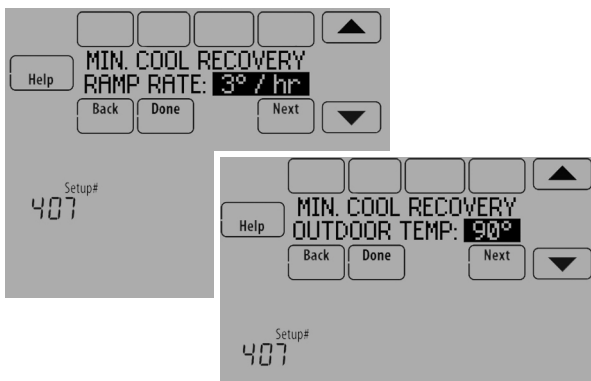 MIN. COOL RECOVERY
Help
RAMP RATE: 3° / hr
Back Done Next
Setup#
407
MIN. COOL RECOVERY
Help
OUTDOOR TEMP: 90°
Back Done Next
Setup#
407